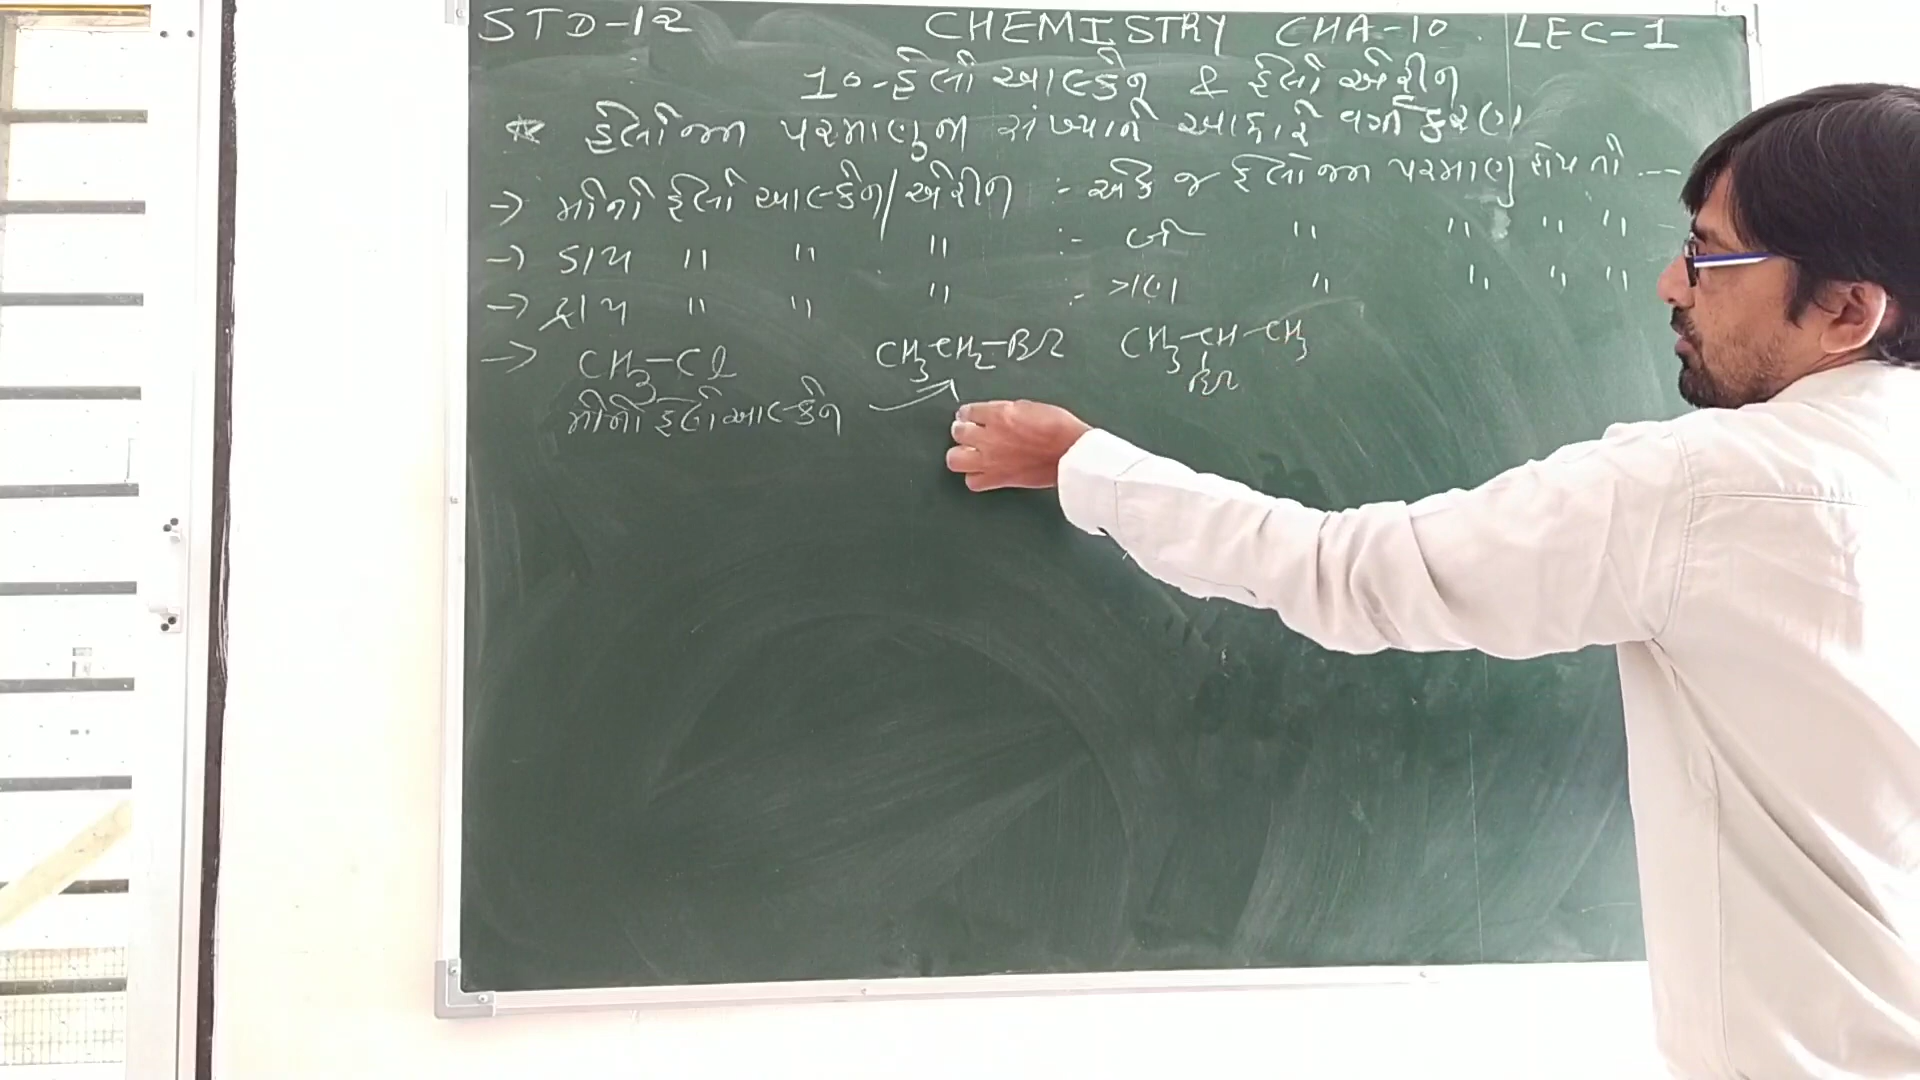 STD-12 CHEMISTRY CHA-10 LEC-1
10-હેલો આલ્કેન & હેલો એરીન
* હેલોજન પરમાણુના સંખ્યાને આધારે વર્ગીકરણ
→ મોનો હેલો આલ્કેન/એરીન :- એક જ હેલોજન પરમાણુ હોય તો ---
→ ડાય " " " :- બે " " " " -
→ ટ્રાય " " " :- ત્રણ " " " "
→ CH3-Cl CH3-CH2-Br CH3-CH-CH3
Br
મોનો હેલોઆલ્કેન